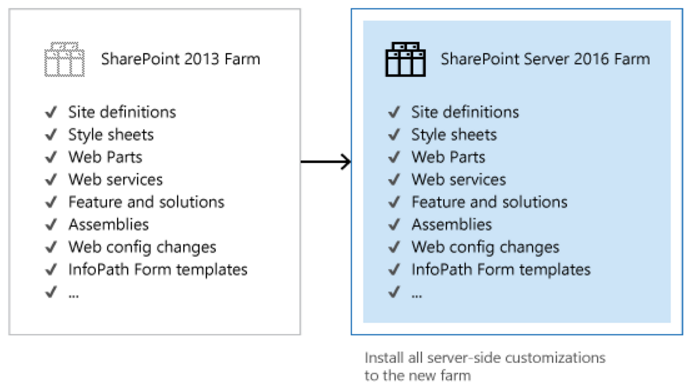 SharePoint 2013 Farm
✓ Site definitions
✓ Style sheets
✓ Web Parts
✓ Web services
✓ Feature and solutions
✓ Assemblies
✓ Web config changes
✓ InfoPath Form templates
✓ ...
SharePoint Server 2016 Farm
✓ Site definitions
✓ Style sheets
✓ Web Parts
✓ Web services
✓ Feature and solutions
✓ Assemblies
✓ Web config changes
✓ InfoPath Form templates
✓ ...
Install all server-side customizations
to the new farm